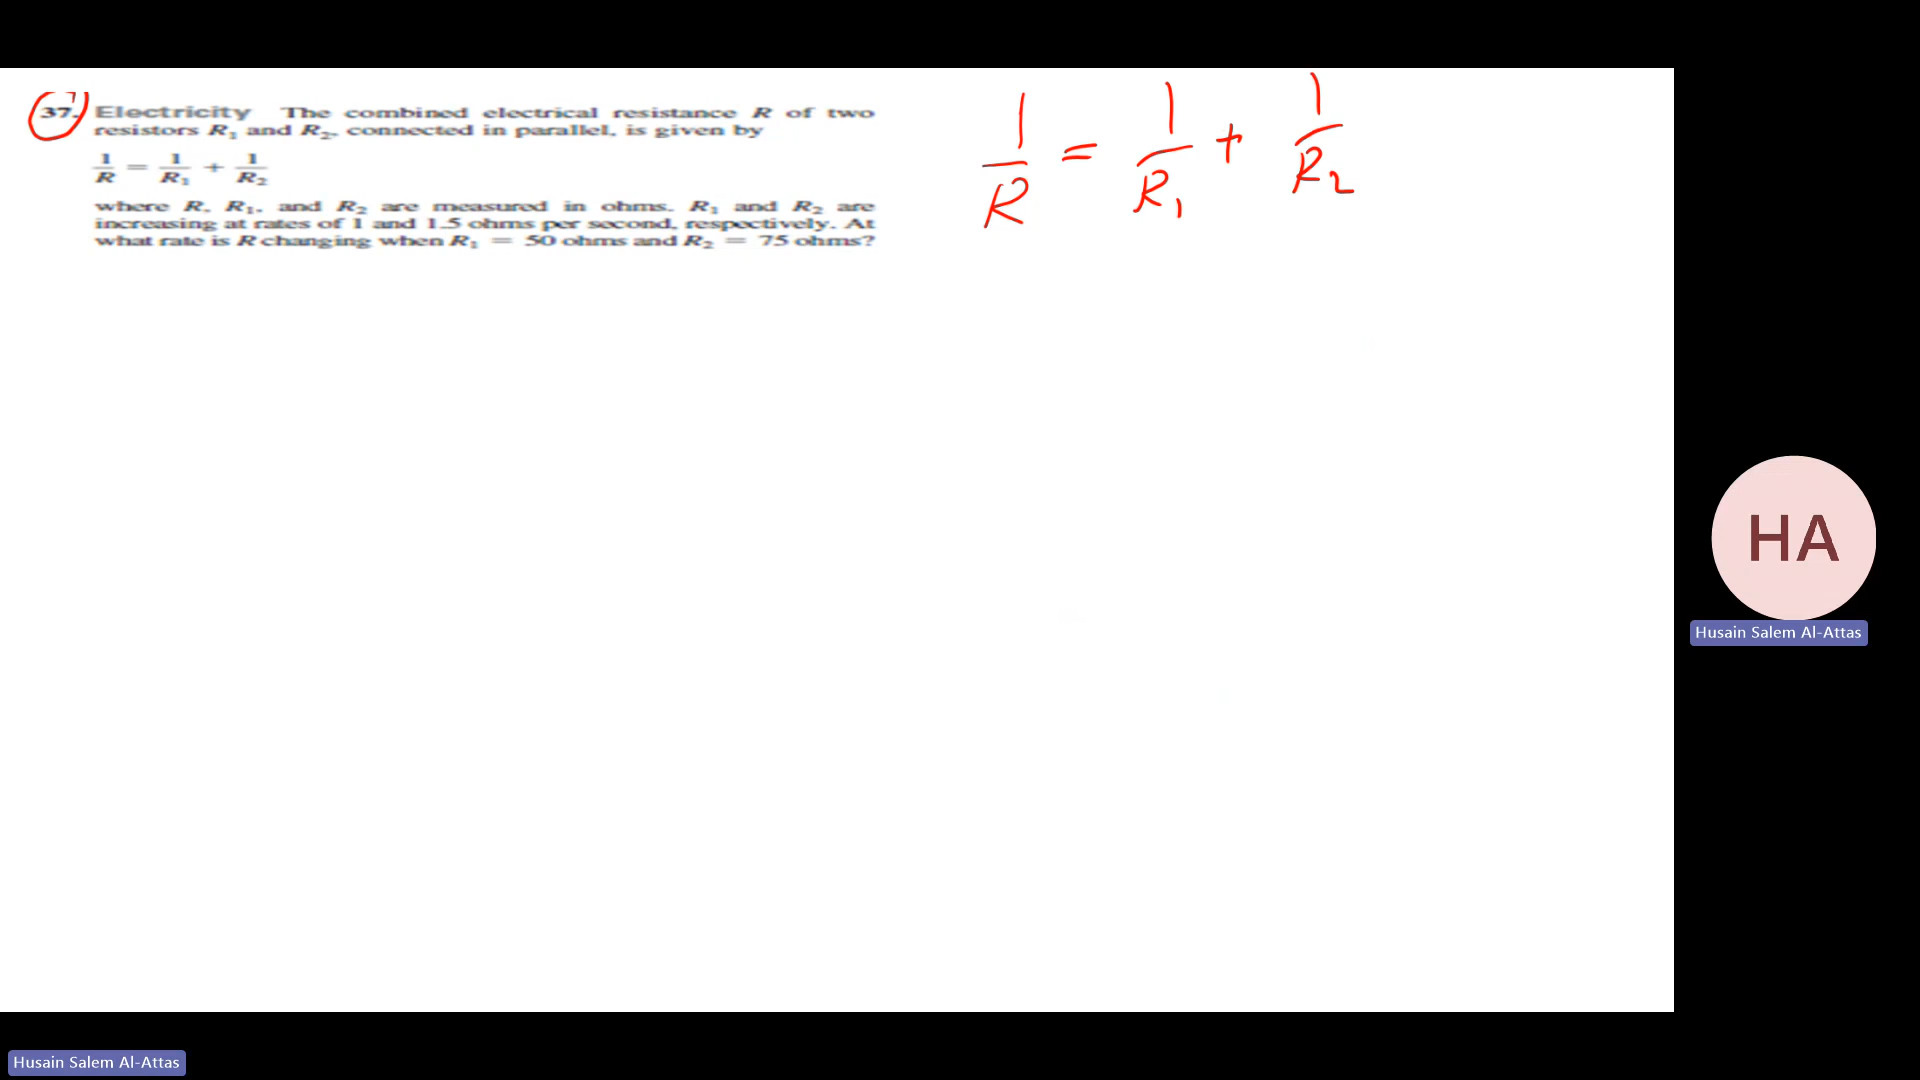 37. Electricity The combined electrical resistance R of two
resistors R₁ and R₂, connected in parallel, is given by
1/R = 1/R₁ + 1/R₂
where R, R₁, and R₂ are measured in ohms. R₁ and R₂ are
increasing at rates of 1 and 1.5 ohms per second, respectively. At
what rate is R changing when R₁ = 50 ohms and R₂ = 75 ohms?
1/R = 1/R₁ + 1/R₂
HA
Husain Salem Al-Attas
Husain Salem Al-Attas